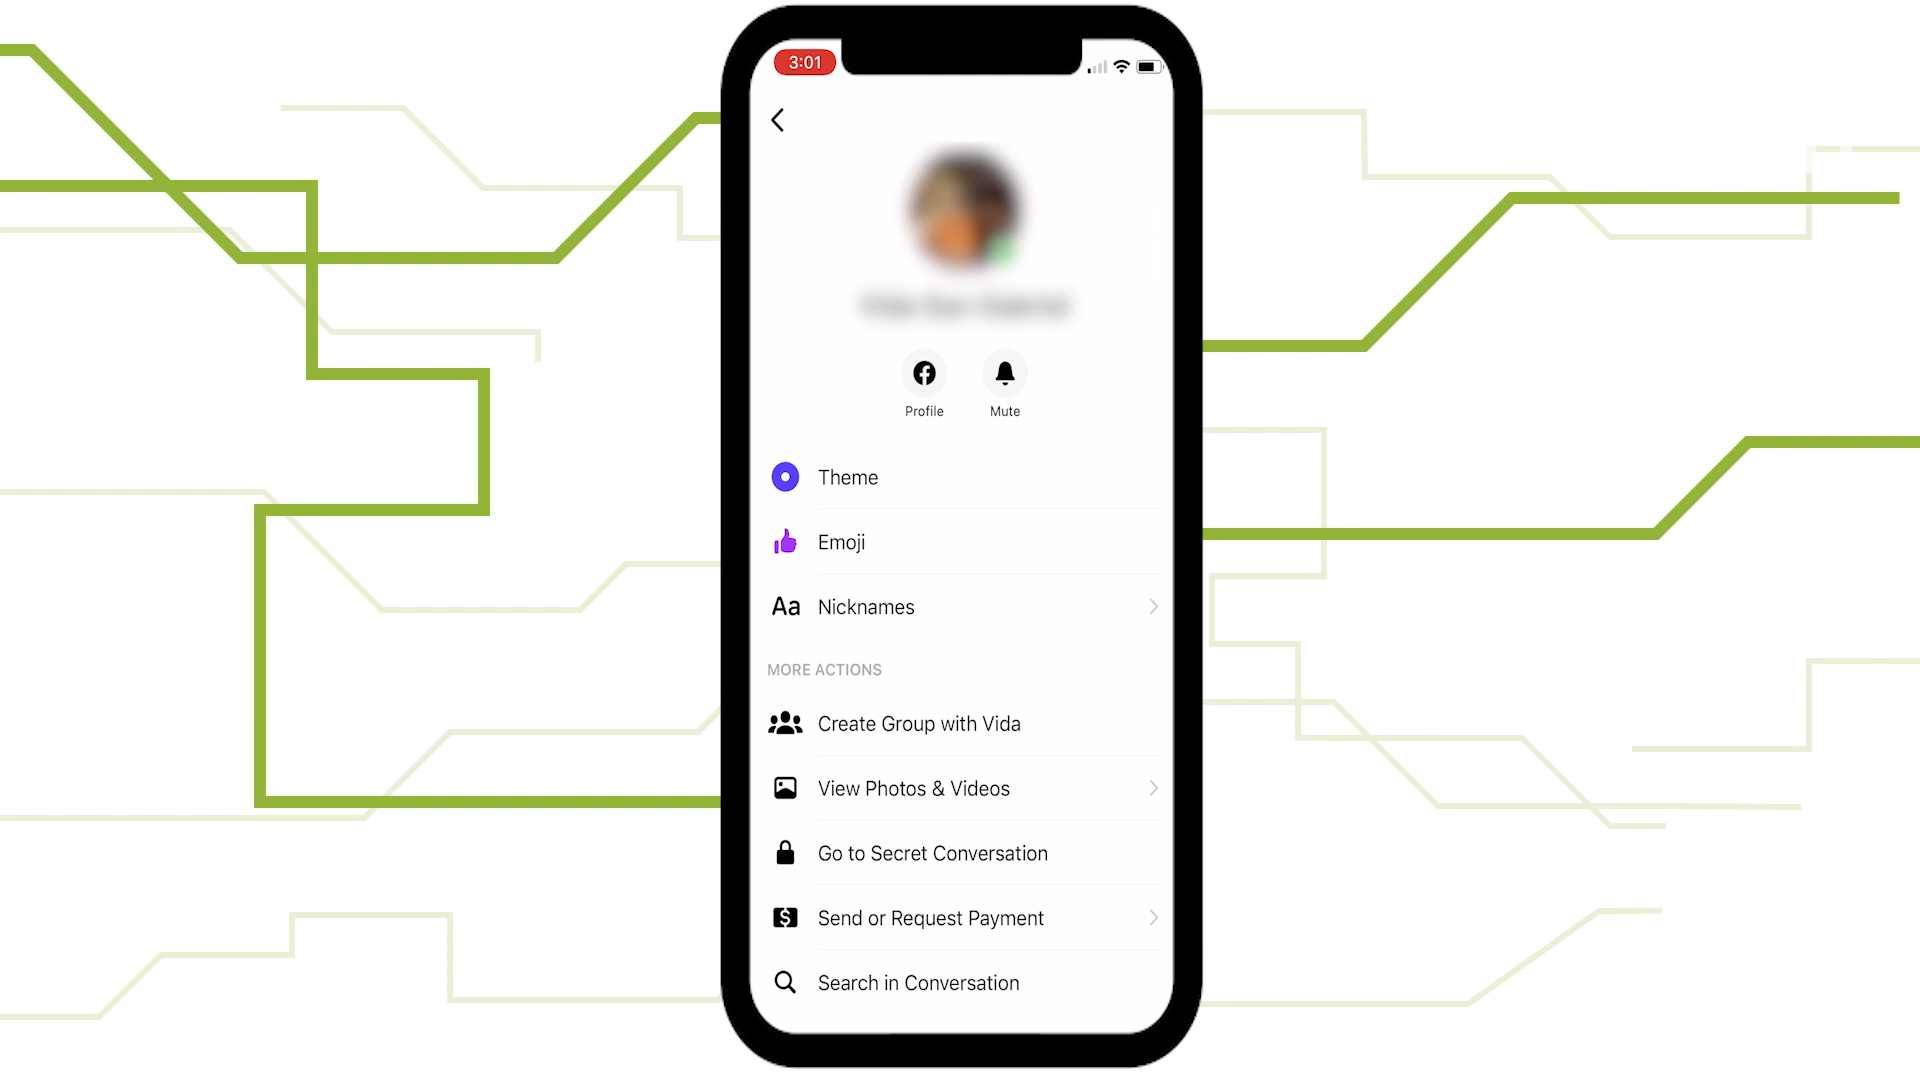 3:01
Profile
Mute
Theme
Emoji
Aa Nicknames
MORE ACTIONS
Create Group with Vida
View Photos & Videos
Go to Secret Conversation
$ Send or Request Payment
Search in Conversation